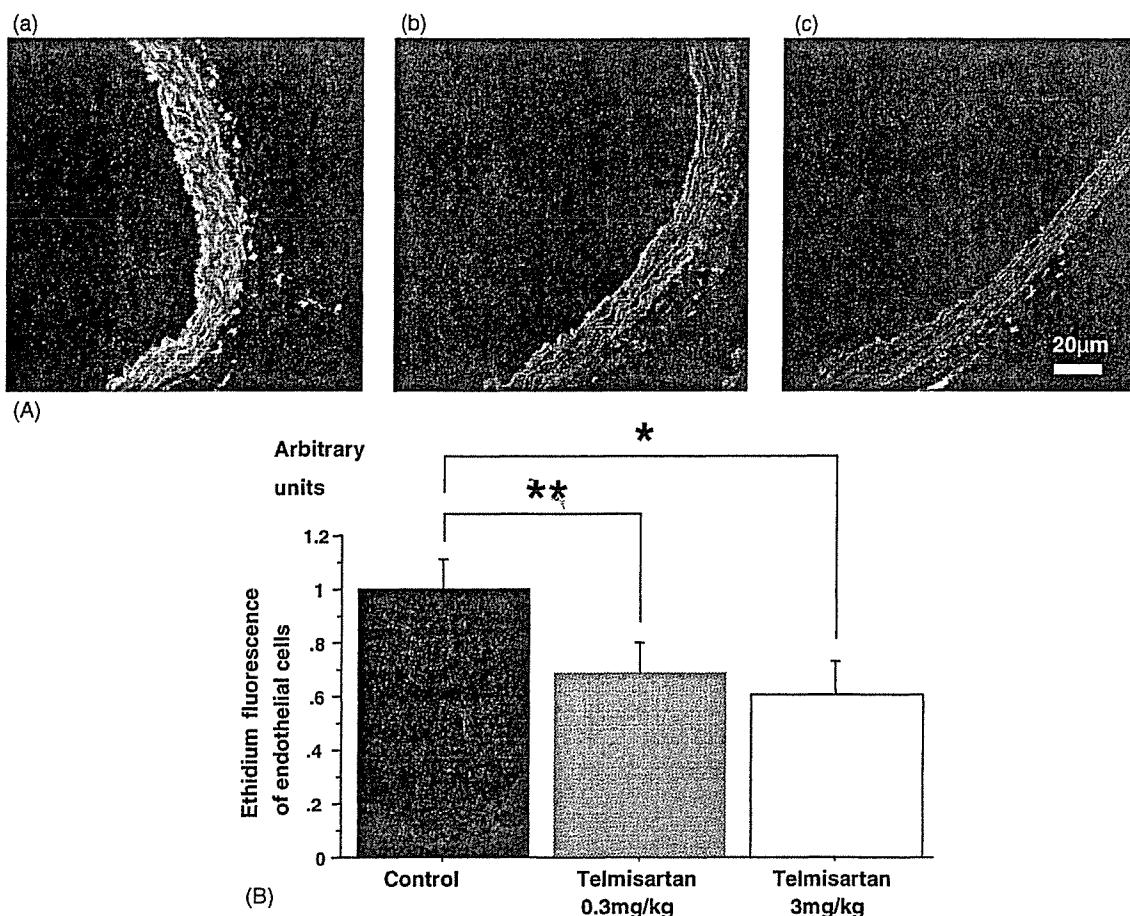 (a)
(b)
(c)
20µm
(A)
Arbitrary
units
*
**
Ethidium fluorescence
of endothelial cells
1.2
1
.8
.6
.4
.2
0
Control
Telmisartan
0.3mg/kg
Telmisartan
3mg/kg
(B)